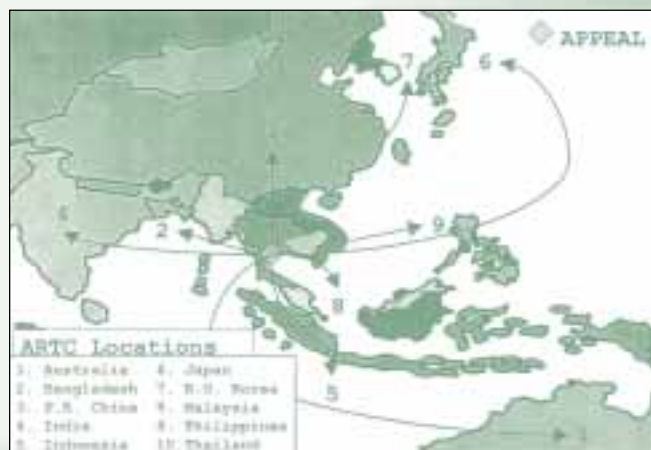 7 6 APPEAL
4 2 9
8
5
ARTC Locations
1. Australia 6. Japan
2. Bangladesh 7. R.O. Korea
3. P.R. China 8. Malaysia
4. India 9. Philippines
5. Indonesia 10 Thailand